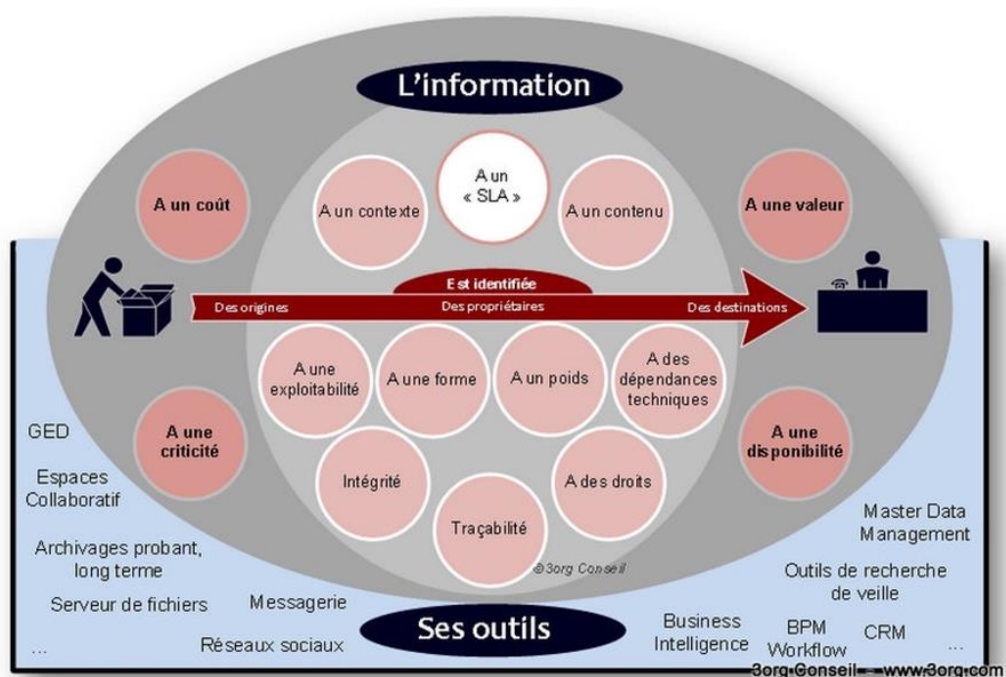 L'information
A un
« SLA »
A un coût
A un contexte
A un contenu
A une valeur
Est identifiée
Des origines
Des propriétaires
Des destinations
A une
exploitabilité
A une forme
A un poids
A des
dépendances
techniques
A une
criticité
A une
disponibilité
Intégrité
A des droits
Traçabilité
©3org Conseil
GED
Espaces
Collaboratif
Archivages probant,
long terme
Serveur de fichiers
Messagerie
Réseaux sociaux
...
Ses outils
Master Data
Management
Outils de recherche
de veille
Business
Intelligence
BPM
Workflow
CRM
...
3org Conseil – www.3org.com